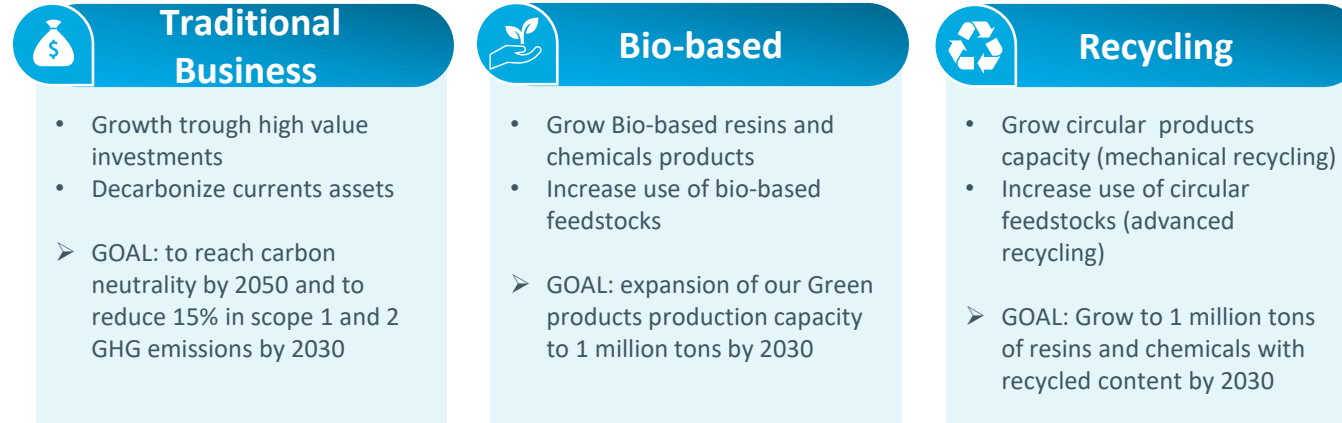 $
Traditional
Business
• Growth trough high value
investments
• Decarbonize currents assets
➢ GOAL: to reach carbon
neutrality by 2050 and to
reduce 15% in scope 1 and 2
GHG emissions by 2030
Bio-based
• Grow Bio-based resins and
chemicals products
• Increase use of bio-based
feedstocks
➢ GOAL: expansion of our Green
products production capacity
to 1 million tons by 2030
Recycling
• Grow circular products
capacity (mechanical recycling)
• Increase use of circular
feedstocks (advanced
recycling)
➢ GOAL: Grow to 1 million tons
of resins and chemicals with
recycled content by 2030